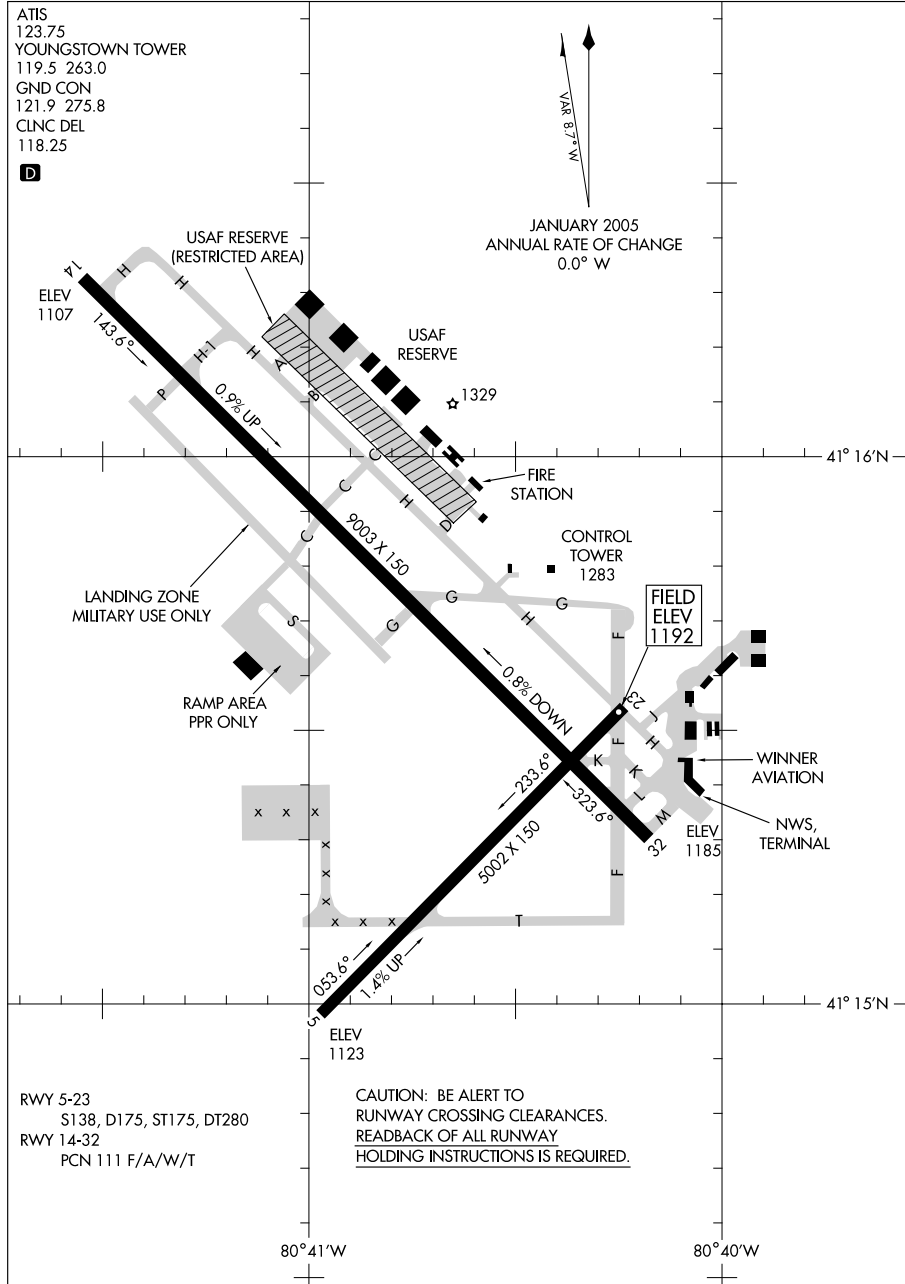 ATIS
123.75
YOUNGSTOWN TOWER
119.5 263.0
GND CON
121.9 275.8
CLNC DEL
118.25
D
VAR 8.7° W
JANUARY 2005
ANNUAL RATE OF CHANGE
0.0° W
USAF RESERVE
(RESTRICTED AREA)
14
ELEV
1107
143.6°
H
H
H-1
H
P
A
B
0.9% UP
USAF
RESERVE
1329
41° 16'N
FIRE
STATION
C
C
C
H
D
9003 X 150
CONTROL
TOWER
1283
LANDING ZONE
MILITARY USE ONLY
S
G
G
G
H
F
FIELD
ELEV
1192
RAMP AREA
PPR ONLY
0.8% DOWN
23
J
H
F
K
K
L
M
WINNER
AVIATION
233.6°
323.6°
NWS,
TERMINAL
32
ELEV
1185
x x x
x
x
x
x x x
5002 X 150
F
T
053.6°
1.4% UP
5
ELEV
1123
41° 15'N
RWY 5-23
S138, D175, ST175, DT280
RWY 14-32
PCN 111 F/A/W/T
CAUTION: BE ALERT TO
RUNWAY CROSSING CLEARANCES.
READBACK OF ALL RUNWAY
HOLDING INSTRUCTIONS IS REQUIRED.
80°41'W
80°40'W